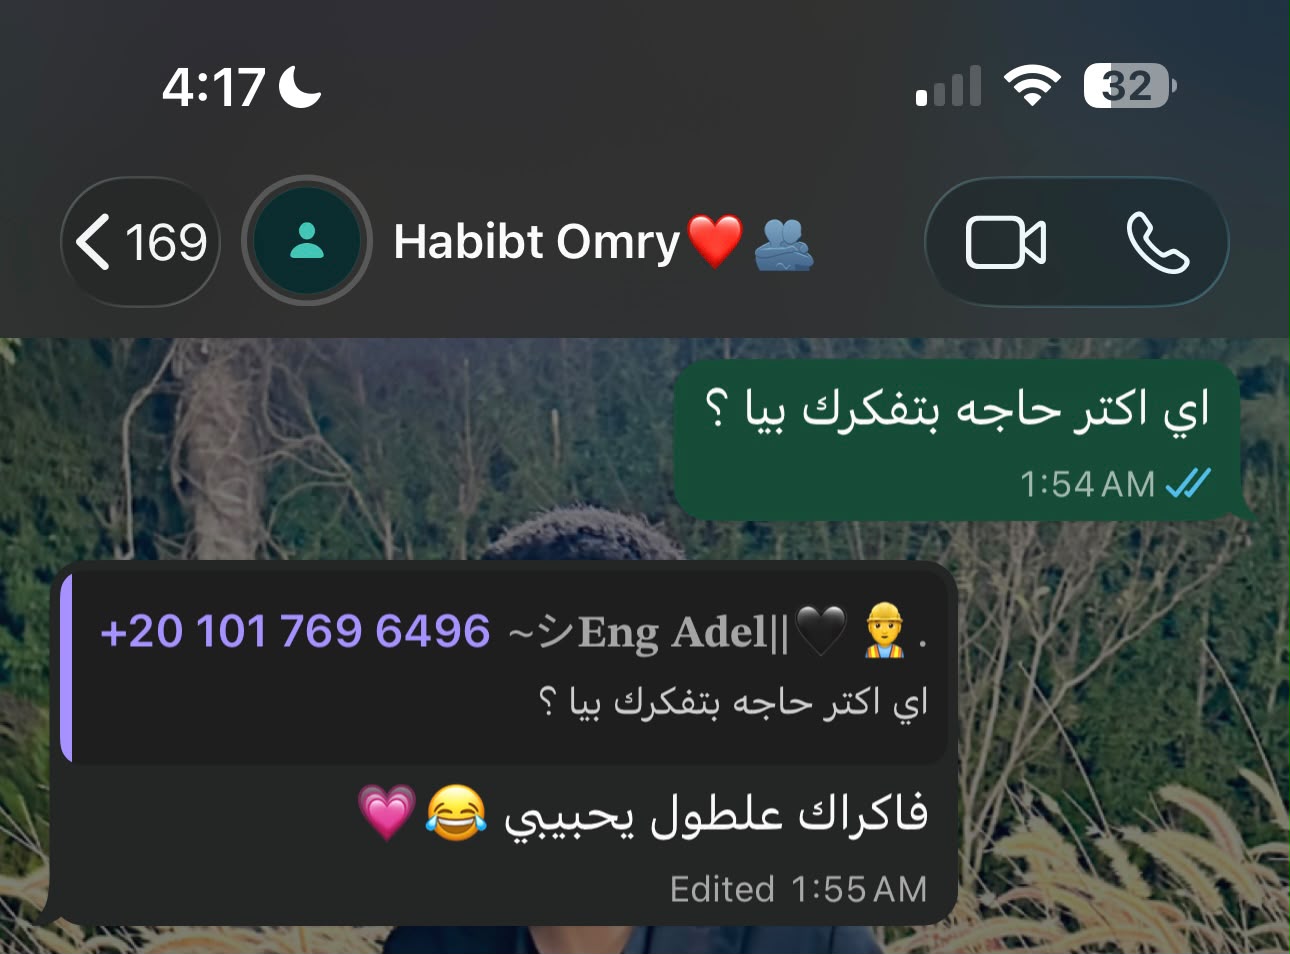 4:17
32
169
Habibt Omry❤️🫂
اي اكتر حاجه بتفكرك بيا ؟
1:54 AM
+20 101 769 6496 ~シEng Adel||🖤👷.
اي اكتر حاجه بتفكرك بيا ؟
فاكراك علطول يحبيبي 😂💗
Edited 1:55 AM